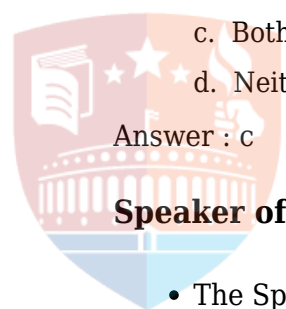 c. Both
d. Neit
Answer : c
Speaker of
• The Sp